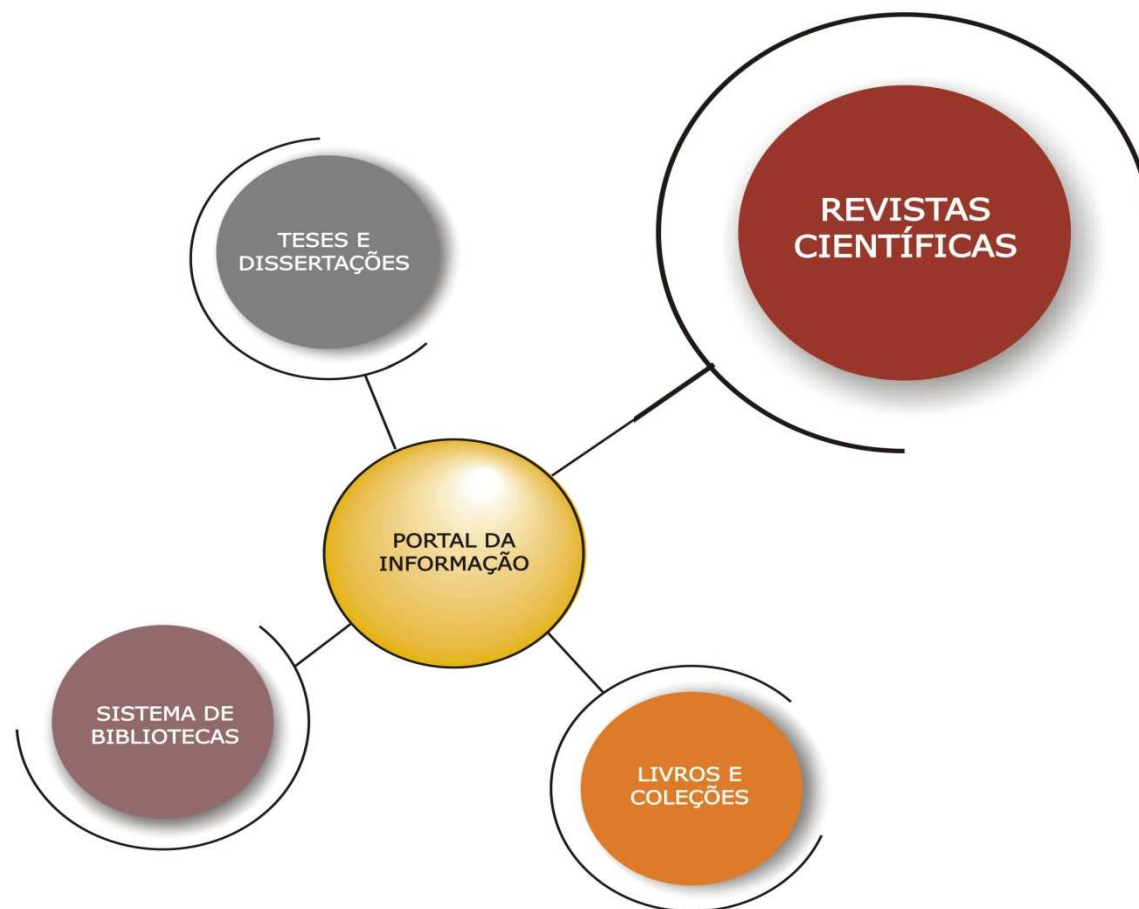 REVISTAS
CIENTÍFICAS
TESES E
DISSERTAÇÕES
PORTAL DA
INFORMAÇÃO
SISTEMA DE
BIBLIOTECAS
LIVROS E
COLEÇÕES